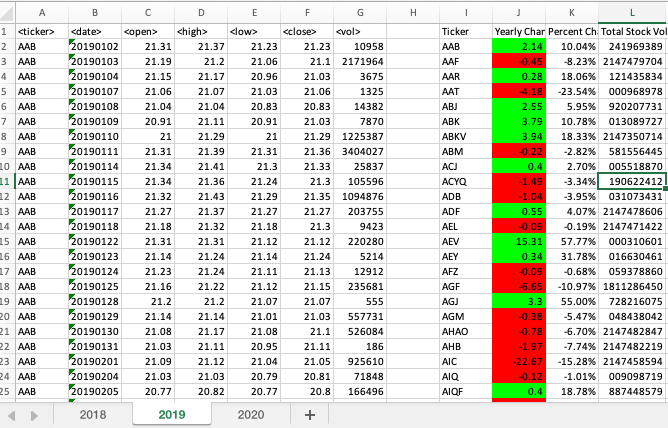 A B C D E F G H I J K L
1 <ticker> <date> <open> <high> <low> <close> <vol> Ticker Yearly Char Percent Ch Total Stock Vol
2 AAB 20190102 21.31 21.37 21.23 21.23 10958 AAB 2.14 10.04% 241969389
3 AAB 20190103 21.19 21.2 21.06 21.1 2171964 AAF -0.45 -8.23% 2147479704
4 AAB 20190104 21.15 21.17 20.96 21.03 3675 AAR 0.28 18.06% 121435834
5 AAB 20190107 21.06 21.07 21.03 21.06 1325 AAT -4.18 -23.54% 000968978
6 AAB 20190108 21.04 21.04 20.83 20.83 14382 ABJ 2.55 5.95% 920207731
7 AAB 20190109 20.91 21.11 20.91 21.03 7870 ABK 3.79 10.78% 013089727
8 AAB 20190110 21 21.29 21 21.29 1225387 ABKV 3.94 18.33% 2147350714
9 AAB 20190111 21.31 21.39 21.31 21.36 3404027 ABM -0.22 -2.82% 581556445
10 AAB 20190114 21.34 21.41 21.3 21.33 25837 ACJ 0.4 2.70% 005518870
11 AAB 20190115 21.34 21.36 21.24 21.3 105596 ACYQ -1.49 -3.34% 190622412
12 AAB 20190116 21.32 21.43 21.29 21.35 1094876 ADB -1.04 -3.95% 031073431
13 AAB 20190117 21.27 21.37 21.27 21.27 203755 ADF 0.55 4.07% 2147478606
14 AAB 20190118 21.18 21.32 21.18 21.3 9423 AEL -0.09 -0.19% 2147471422
15 AAB 20190122 21.31 21.31 21.12 21.12 220280 AEV 15.31 57.77% 000310601
16 AAB 20190123 21.14 21.24 21.14 21.24 5214 AEY 0.34 31.78% 016630461
17 AAB 20190124 21.23 21.24 21.11 21.13 12912 AFZ -0.09 -0.68% 059378860
18 AAB 20190125 21.16 21.22 21.12 21.15 235681 AGF -6.65 -10.97% 1811286450
19 AAB 20190128 21.2 21.2 21.07 21.07 555 AGJ 3.3 55.00% 728216075
20 AAB 20190129 21.14 21.14 21.01 21.03 557731 AGM -0.38 -5.47% 048438042
21 AAB 20190130 21.08 21.17 21.08 21.1 526084 AHAO -0.78 -6.70% 2147482847
22 AAB 20190131 21.03 21.11 20.95 21.11 186 AHB -1.97 -7.74% 2147482219
23 AAB 20190201 21.09 21.12 21.04 21.05 925610 AIC -22.67 -15.28% 2147458594
24 AAB 20190204 21.03 21.03 20.79 20.81 71848 AIQ -0.12 -1.01% 009098719
25 AAB 20190205 20.77 20.82 20.77 20.8 166496 AIQF 0.4 18.78% 887448579
2018 2019 2020 +